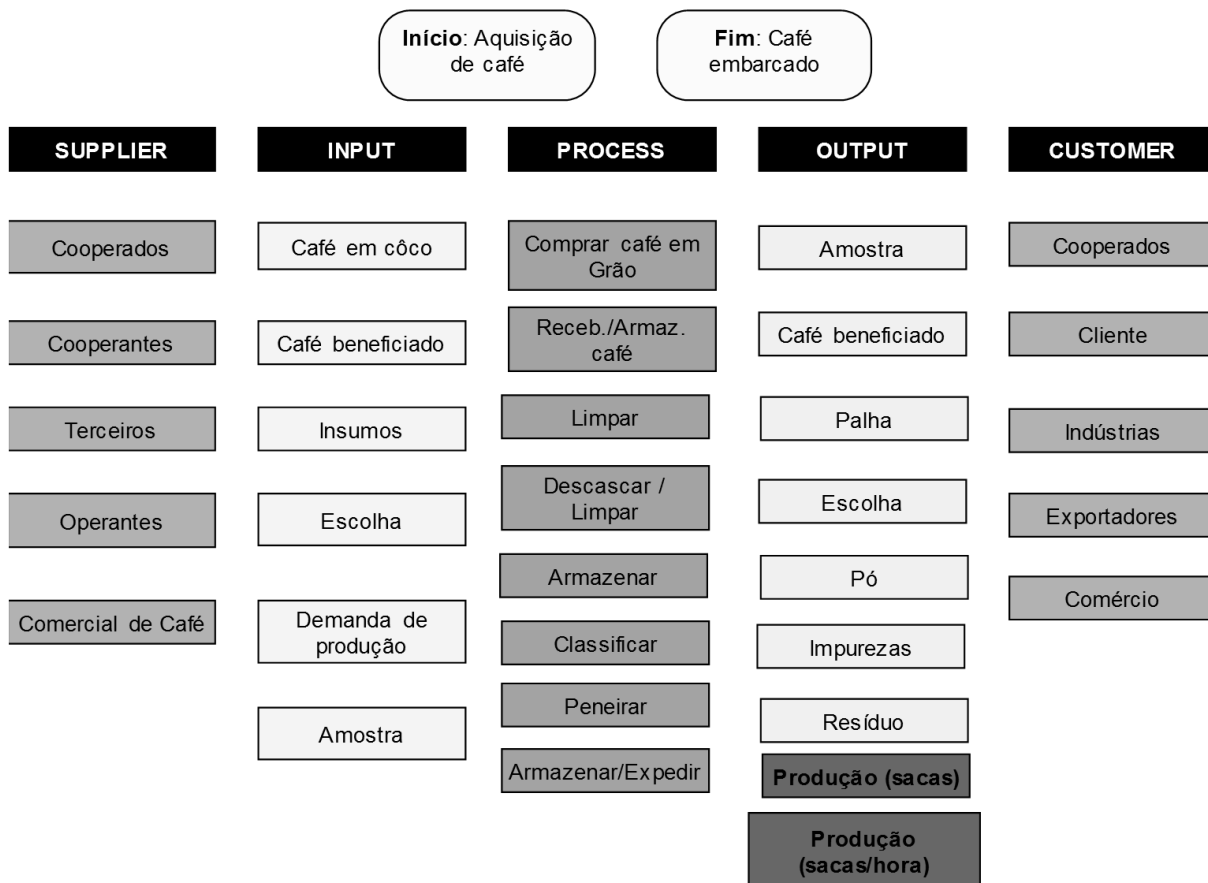 Início: Aquisição
de café
Fim: Café
embarcado
SUPPLIER
INPUT
PROCESS
OUTPUT
CUSTOMER
Cooperados
Cooperantes
Terceiros
Operantes
Comercial de Café
Café em côco
Café beneficiado
Insumos
Escolha
Demanda de
produção
Amostra
Comprar café em
Grão
Receb./Armaz.
café
Limpar
Descascar /
Limpar
Armazenar
Classificar
Peneirar
Armazenar/Expedir
Amostra
Café beneficiado
Palha
Escolha
Pó
Impurezas
Resíduo
Produção (sacas)
Produção
(sacas/hora)
Cooperados
Cliente
Indústrias
Exportadores
Comércio